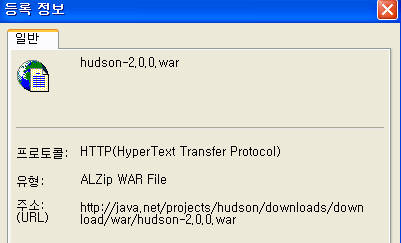 등록 정보
일반
hudson-2.0.0.war
프로토콜: HTTP(HyperText Transfer Protocol)
유형: ALZip WAR File
주소: http://java.net/projects/hudson/downloads/down
(URL) load/war/hudson-2.0.0.war